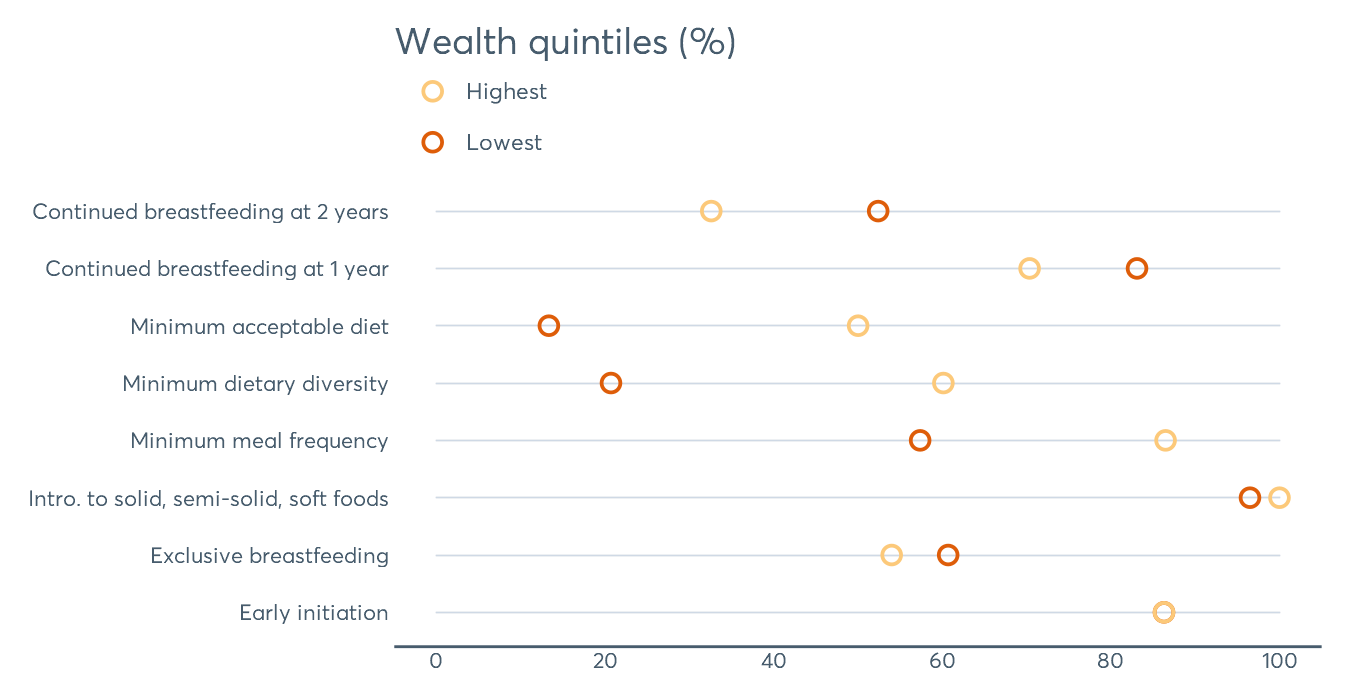 Wealth quintiles (%)
Highest
Lowest
Continued breastfeeding at 2 years
Continued breastfeeding at 1 year
Minimum acceptable diet
Minimum dietary diversity
Minimum meal frequency
Intro. to solid, semi-solid, soft foods
Exclusive breastfeeding
Early initiation
0 20 40 60 80 100